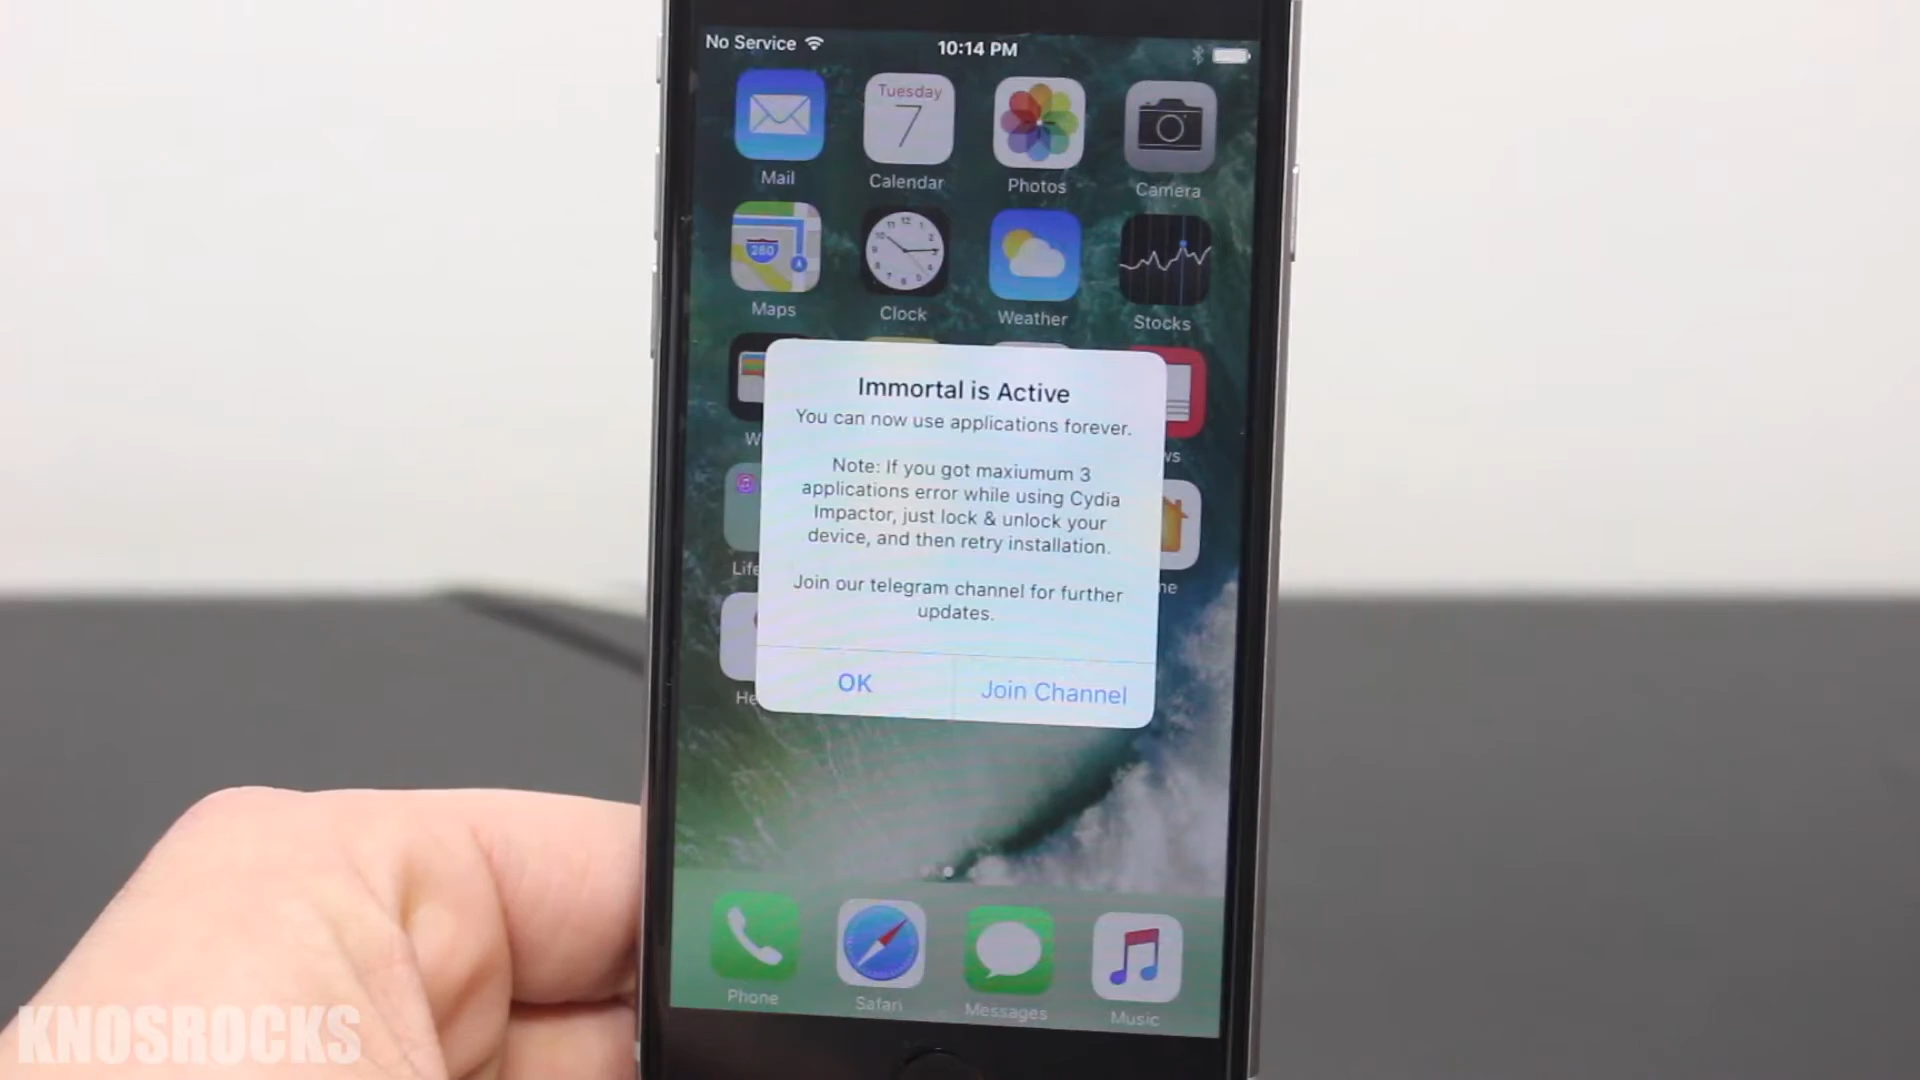 No Service
10:14 PM
Tuesday
7
Mail
Calendar
Photos
Camera
280
Maps
Clock
Weather
Stocks
Immortal is Active
You can now use applications forever.
Note: If you got maxiumum 3
applications error while using Cydia
Impactor, just lock & unlock your
device, and then retry installation.
Join our telegram channel for further
updates.
OK
Join Channel
Phone
Safari
Messages
Music
KNOSROCKS